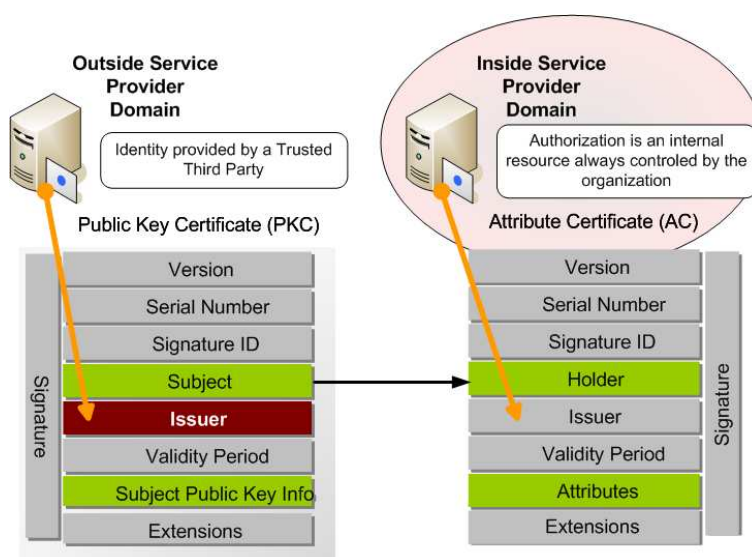 Outside Service
Provider
Domain
Identity provided by a Trusted
Third Party
Public Key Certificate (PKC)
Signature
Version
Serial Number
Signature ID
Subject
Issuer
Validity Period
Subject Public Key Info
Extensions
Inside Service
Provider
Domain
Authorization is an internal
resource always controled by the
organization
Attribute Certificate (AC)
Version
Serial Number
Signature ID
Holder
Issuer
Validity Period
Attributes
Extensions
Signature